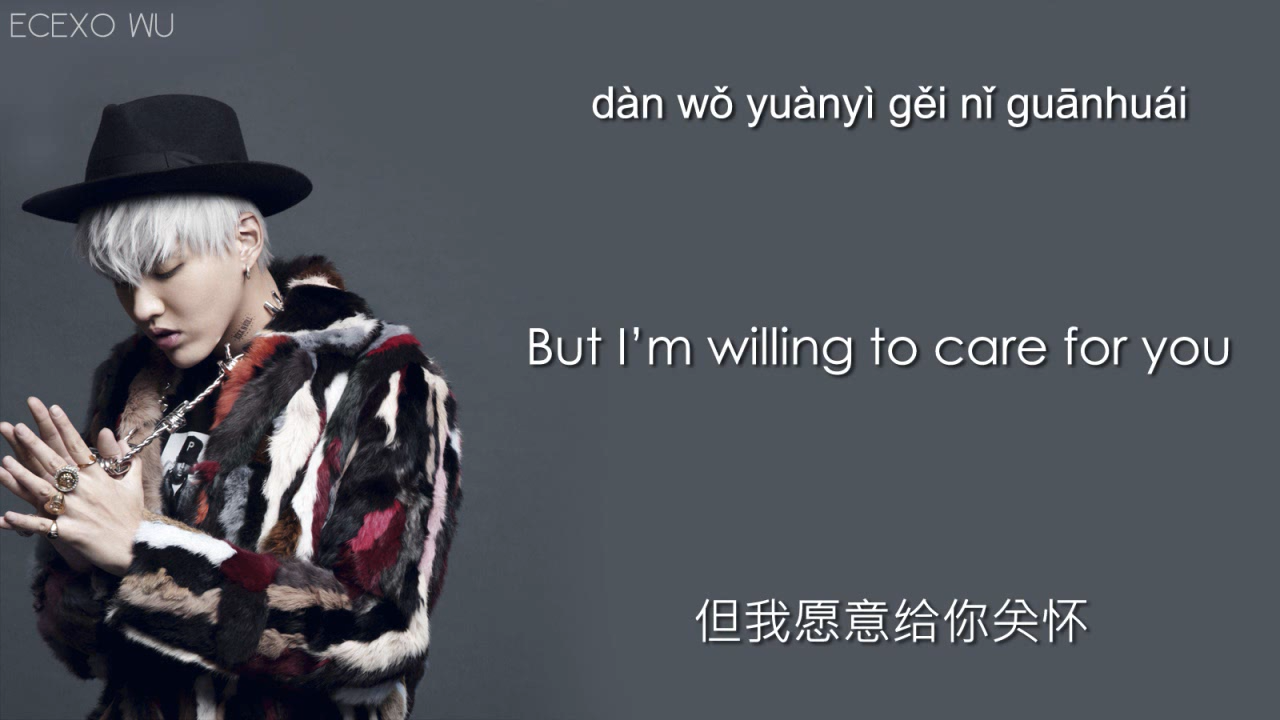 ECEXO WU
dàn wǒ yuànyì gěi nǐ guānhuái
But I’m willing to care for you
但我愿意给你关怀